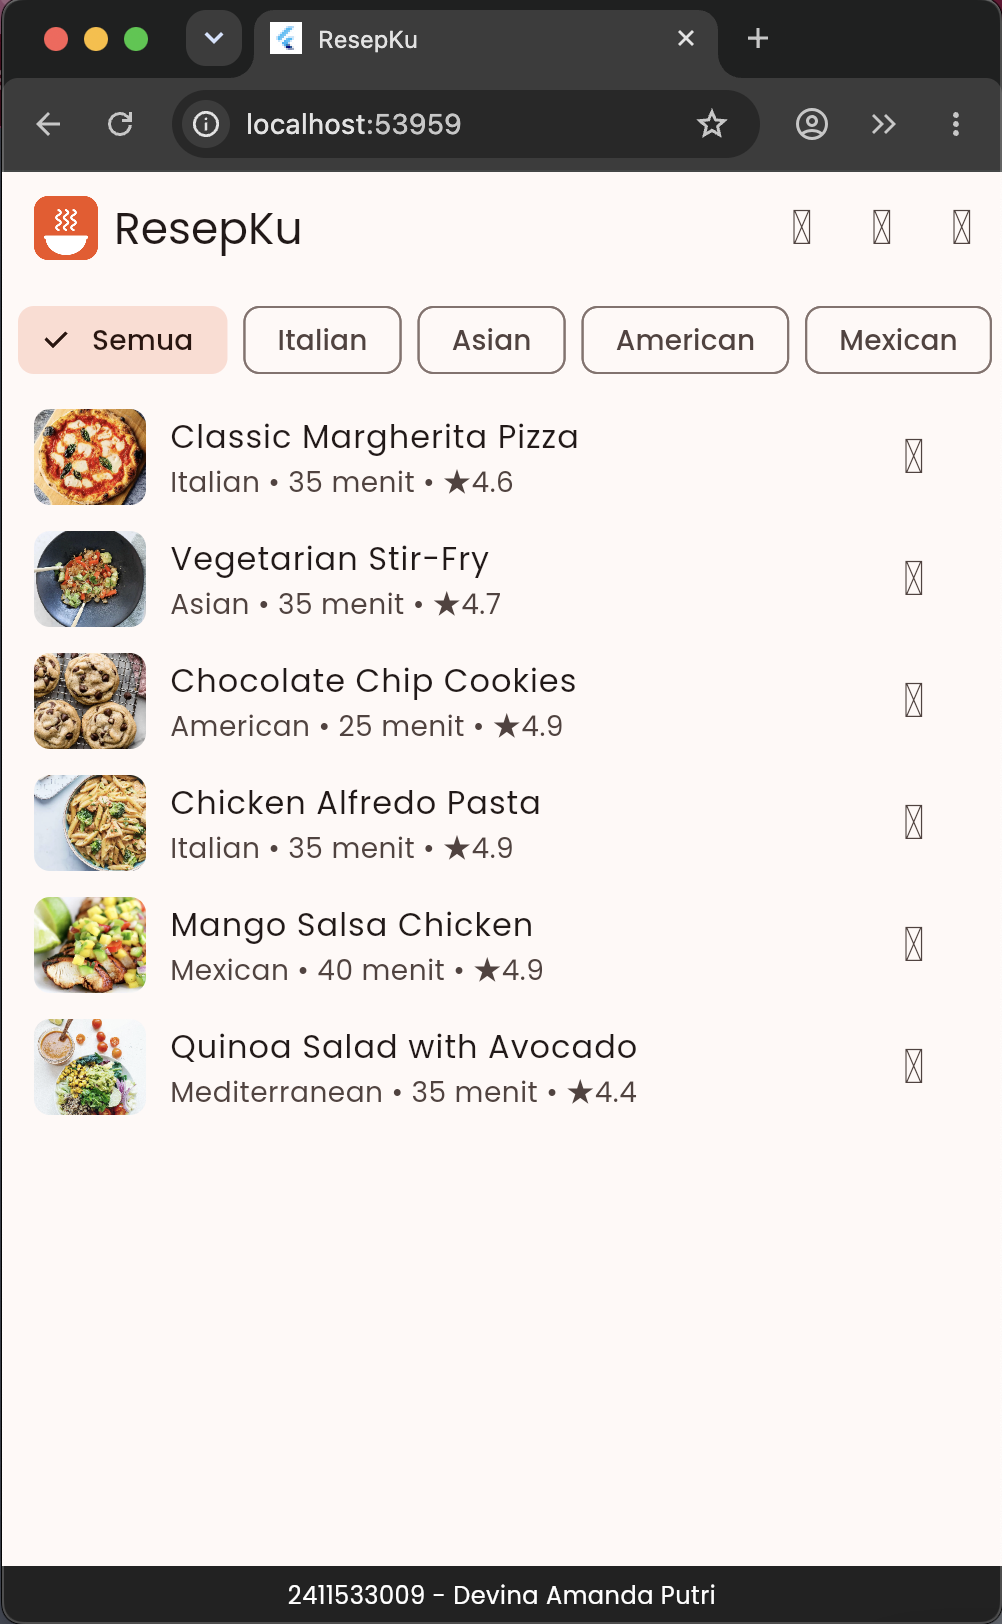 ResepKu
localhost:53959
ResepKu
Semua
Italian
Asian
American
Mexican
Classic Margherita Pizza
Italian • 35 menit • ★4.6
Vegetarian Stir-Fry
Asian • 35 menit • ★4.7
Chocolate Chip Cookies
American • 25 menit • ★4.9
Chicken Alfredo Pasta
Italian • 35 menit • ★4.9
Mango Salsa Chicken
Mexican • 40 menit • ★4.9
Quinoa Salad with Avocado
Mediterranean • 35 menit • ★4.4
2411533009 - Devina Amanda Putri